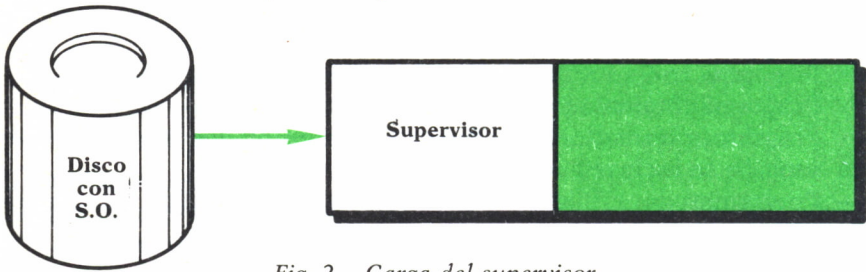 Disco
con
S.O.
Supervisor
Fig. 2.—Carga del supervisor.